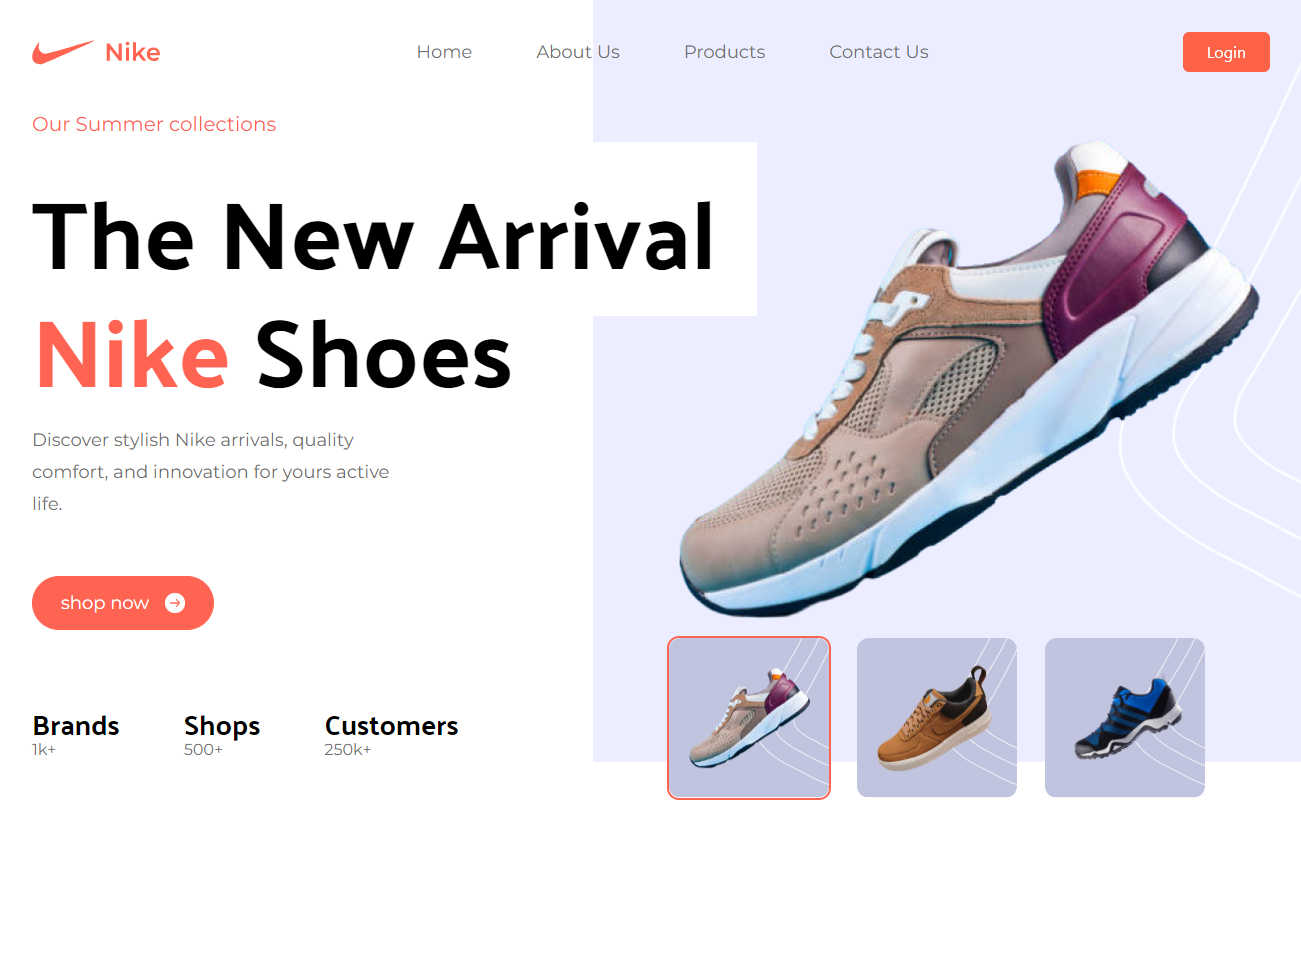 Nike
Home
About Us
Products
Contact Us
Login
Our Summer collections
The New Arrival
Nike Shoes
Discover stylish Nike arrivals, quality
comfort, and innovation for yours active
life.
shop now
Brands
1k+
Shops
500+
Customers
250k+